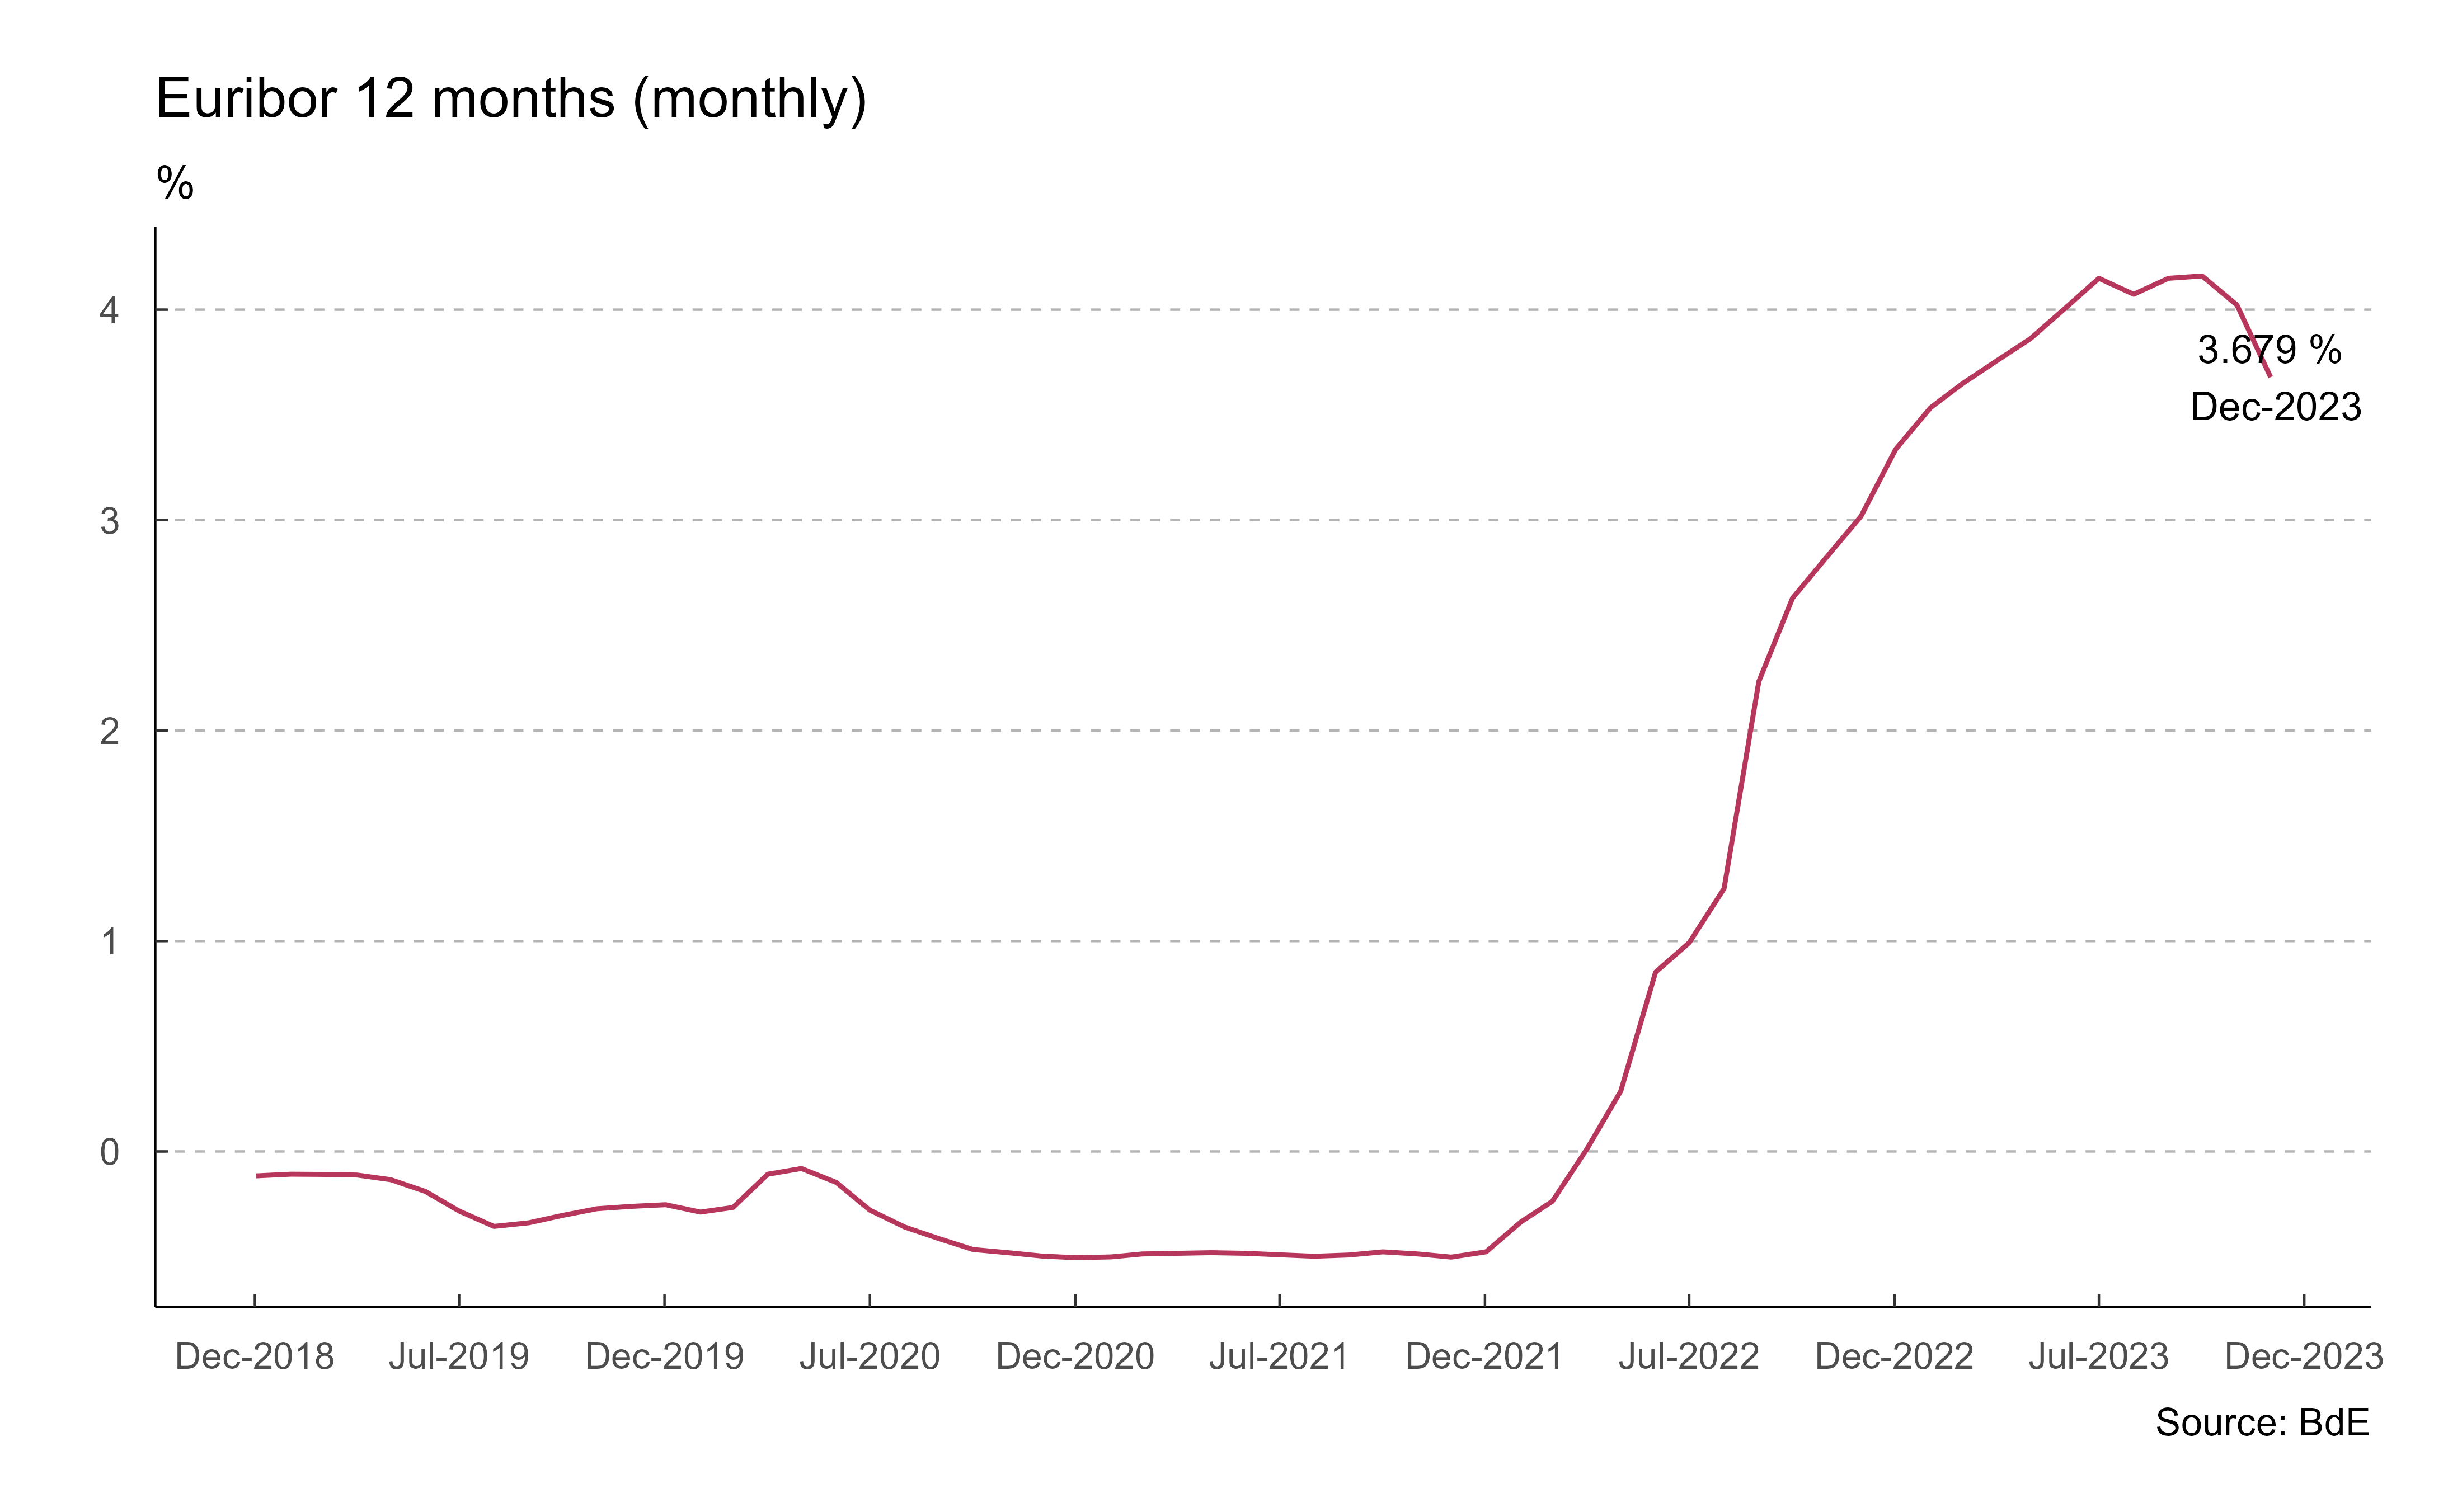 Euribor 12 months (monthly)
%
4
3.679 %
Dec-2023
3
2
1
0
Dec-2018 Jul-2019 Dec-2019 Jul-2020 Dec-2020 Jul-2021 Dec-2021 Jul-2022 Dec-2022 Jul-2023 Dec-2023
Source: BdE